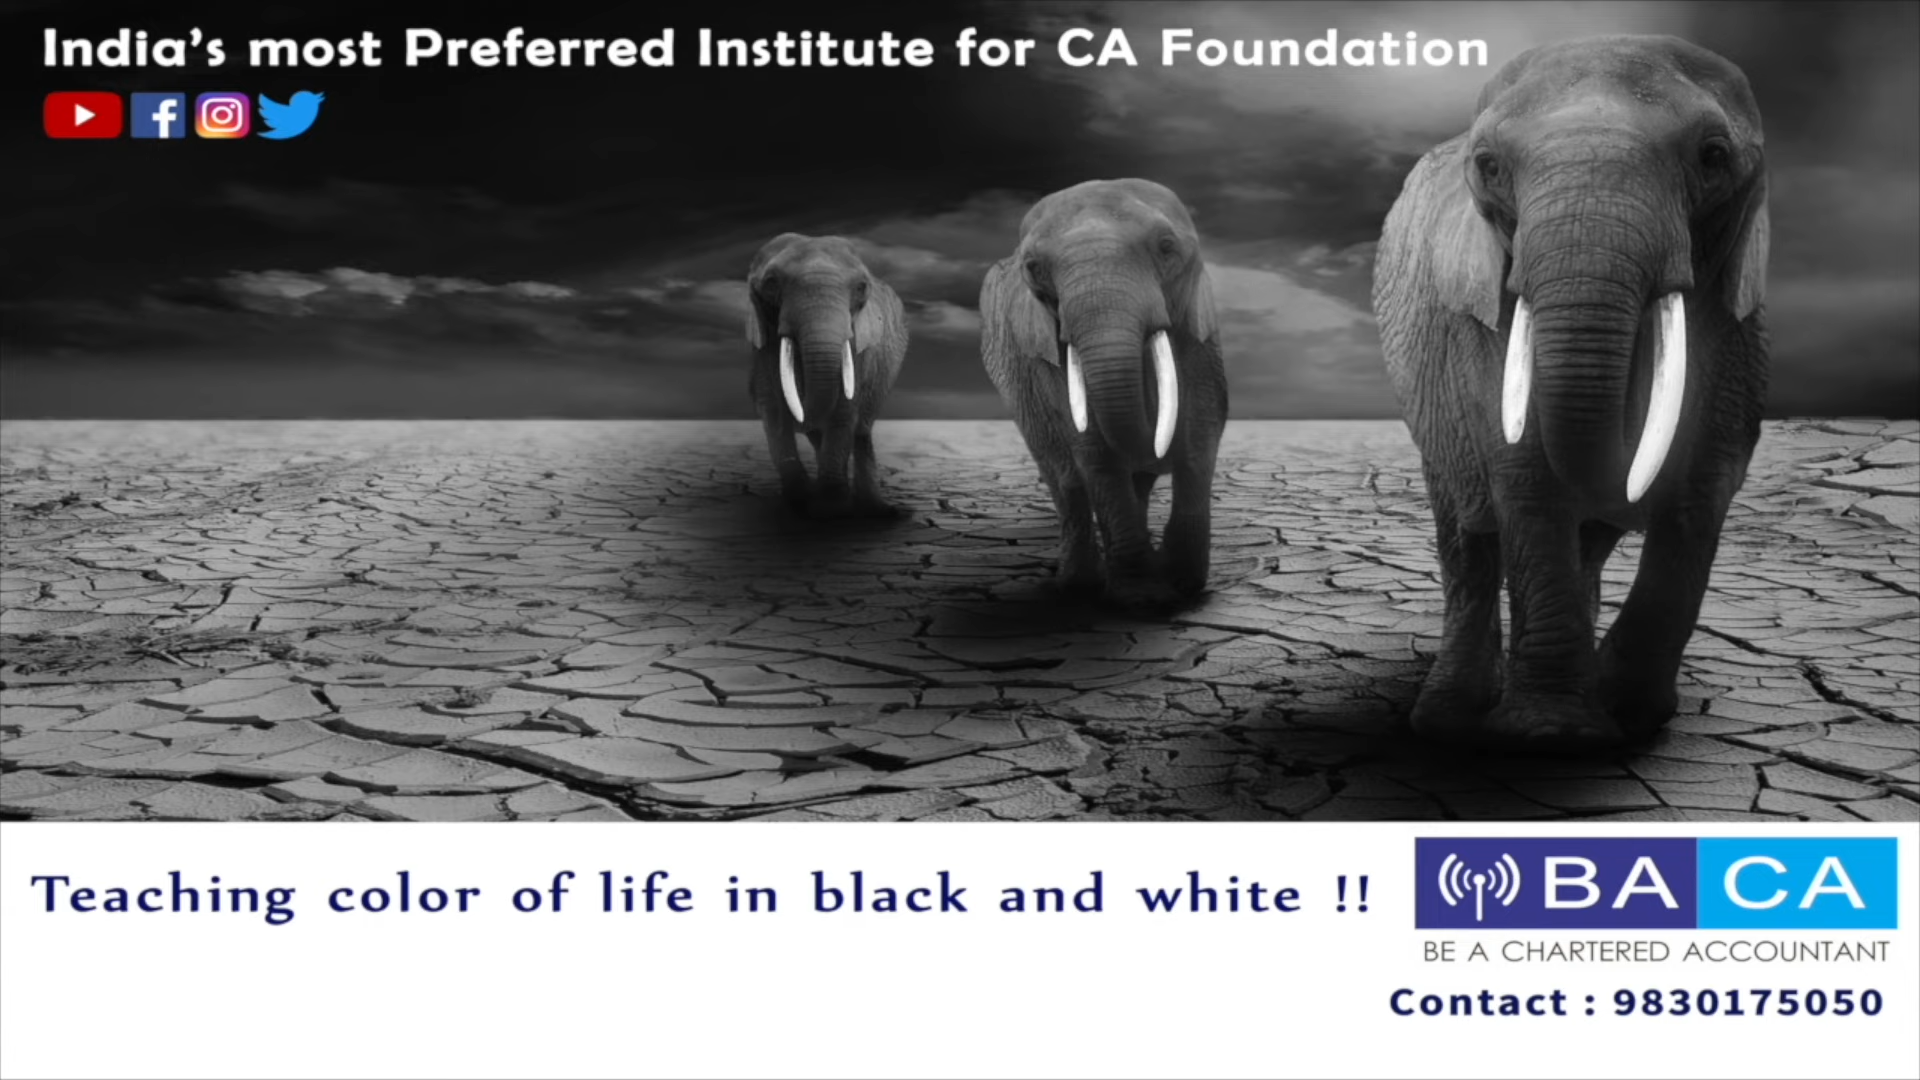 India's most Preferred Institute for CA Foundation
Teaching color of life in black and white !!
BA CA
BE A CHARTERED ACCOUNTANT
Contact : 9830175050